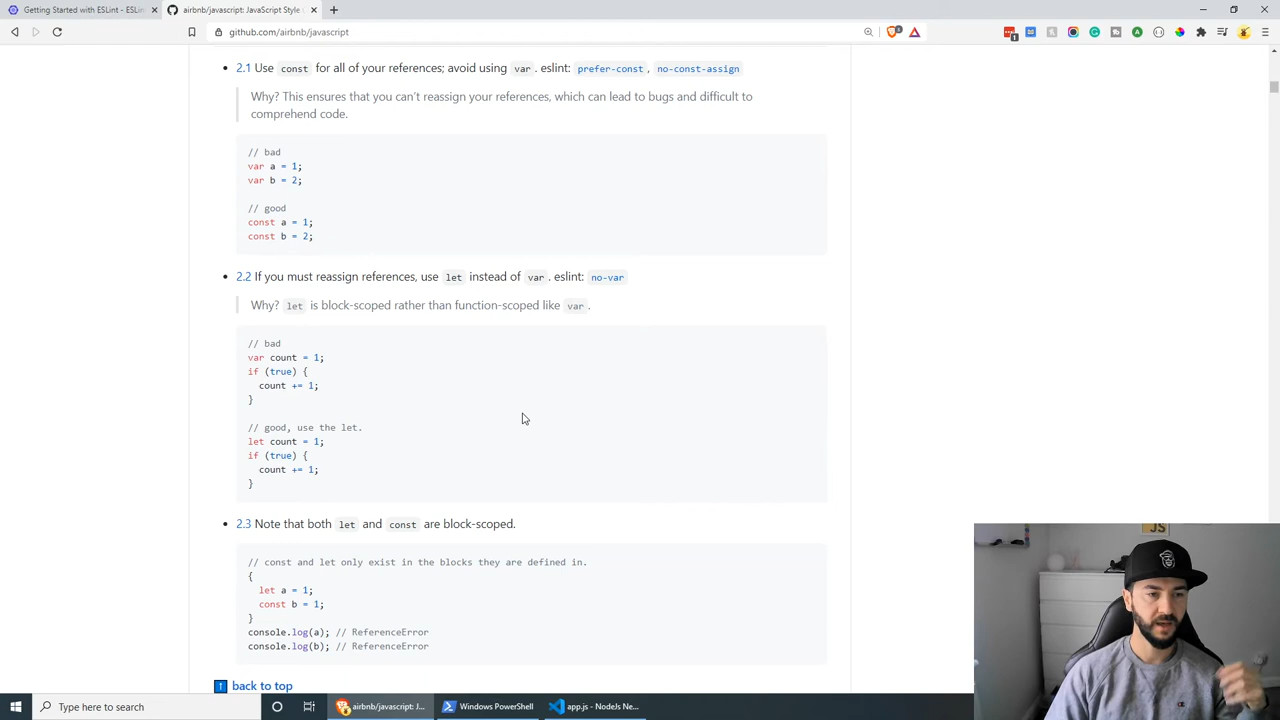 Getting Started with ESLint - ESLin
airbnb/javascript: JavaScript Style
github.com/airbnb/javascript
2.1 Use const for all of your references; avoid using var. eslint: prefer-const, no-const-assign
Why? This ensures that you can't reassign your references, which can lead to bugs and difficult to
comprehend code.
// bad
var a = 1;
var b = 2;
// good
const a = 1;
const b = 2;
2.2 If you must reassign references, use let instead of var. eslint: no-var
Why? let is block-scoped rather than function-scoped like var.
// bad
var count = 1;
if (true) {
count += 1;
}
// good, use the let.
let count = 1;
if (true) {
count += 1;
}
2.3 Note that both let and const are block-scoped.
// const and let only exist in the blocks they are defined in.
{
let a = 1;
const b = 1;
}
console.log(a); // ReferenceError
console.log(b); // ReferenceError
back to top
JS
Type here to search
airbnb/javascript: J...
Windows PowerShell
app.js - NodeJs Ne...